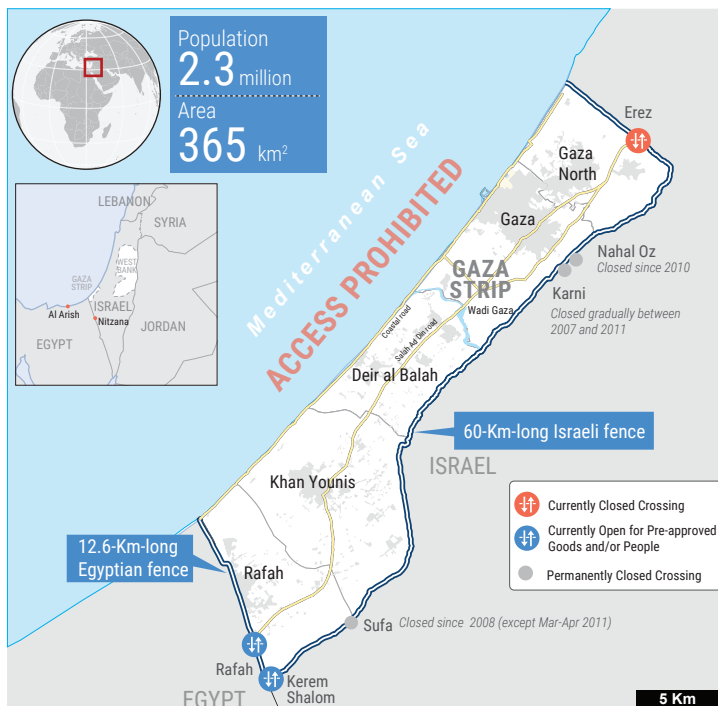 Population
2.3 million
Area
365 km²
LEBANON
SYRIA
GAZA
STRIP
WEST
BANK
ISRAEL
Al Arish
Nitzana
JORDAN
EGYPT
Mediterranean Sea
ACCESS PROHIBITED
Erez
Gaza
North
Gaza
Nahal Oz
Closed since 2010
GAZA
STRIP
Karni
Closed gradually between
2007 and 2011
Wadi Gaza
Coastal road
Salah Ad Din road
Deir al Balah
60-Km-long Israeli fence
ISRAEL
Khan Younis
Currently Closed Crossing
Currently Open for Pre-approved
Goods and/or People
Permanently Closed Crossing
12.6-Km-long
Egyptian fence
Rafah
Sufa
Closed since 2008 (except Mar-Apr 2011)
Rafah
Kerem
Shalom
EGYPT
5 Km